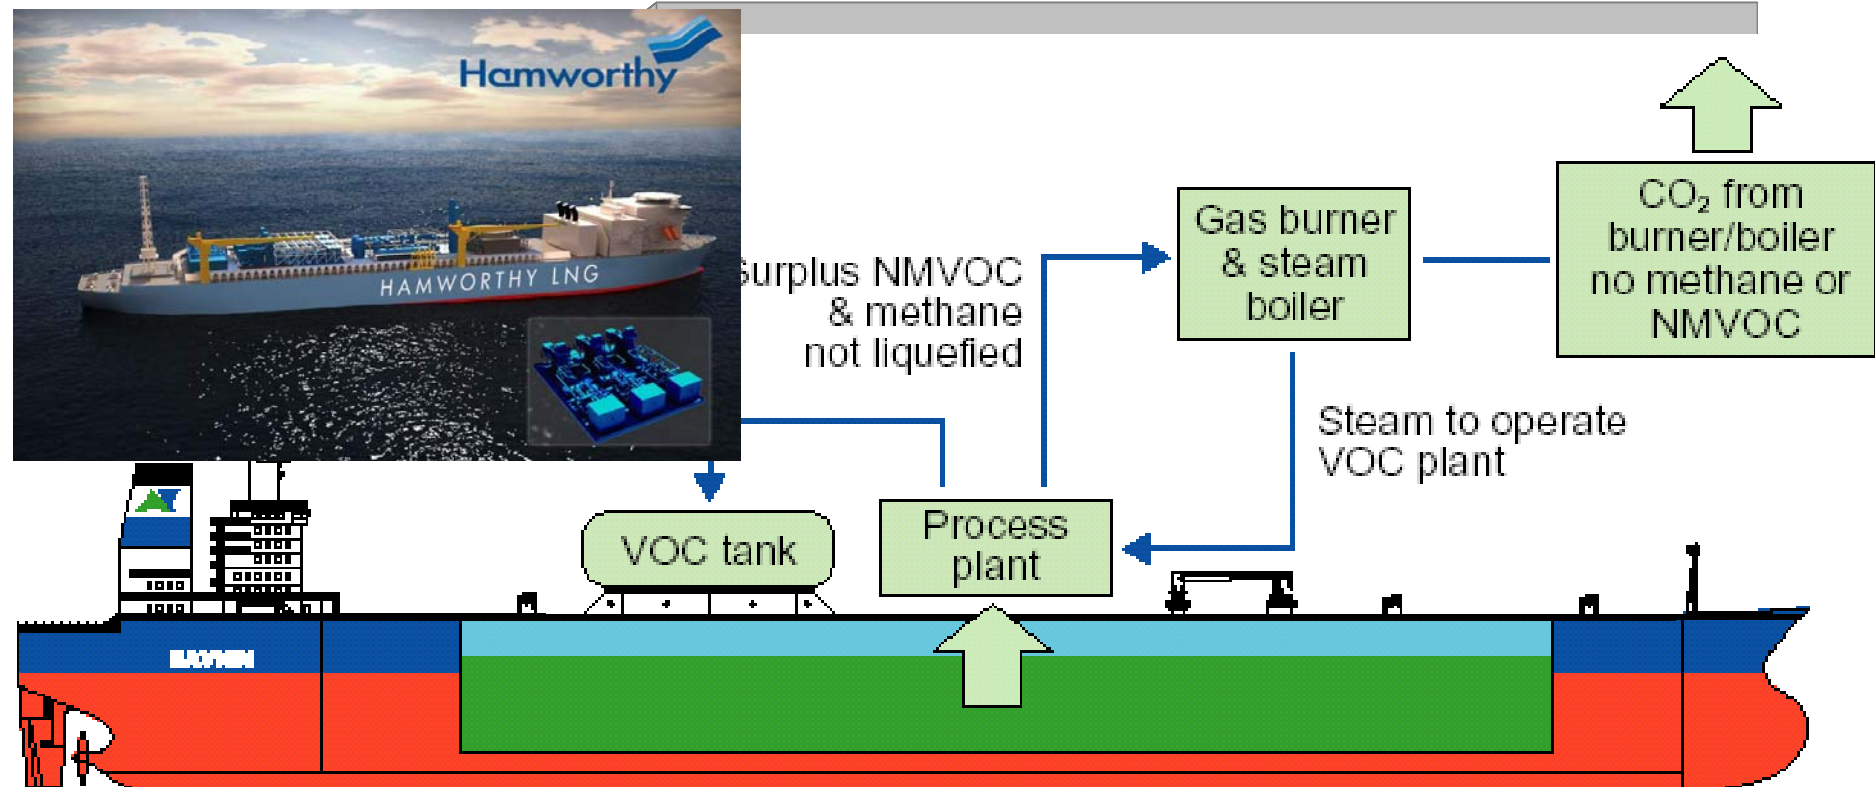 Hamworthy
HAMWORTHY LNG
Surplus NMVOC
& methane
not liquefied
Gas burner
& steam
boiler
CO₂ from
burner/boiler
no methane or
NMVOC
Steam to operate
VOC plant
VOC tank
Process
plant